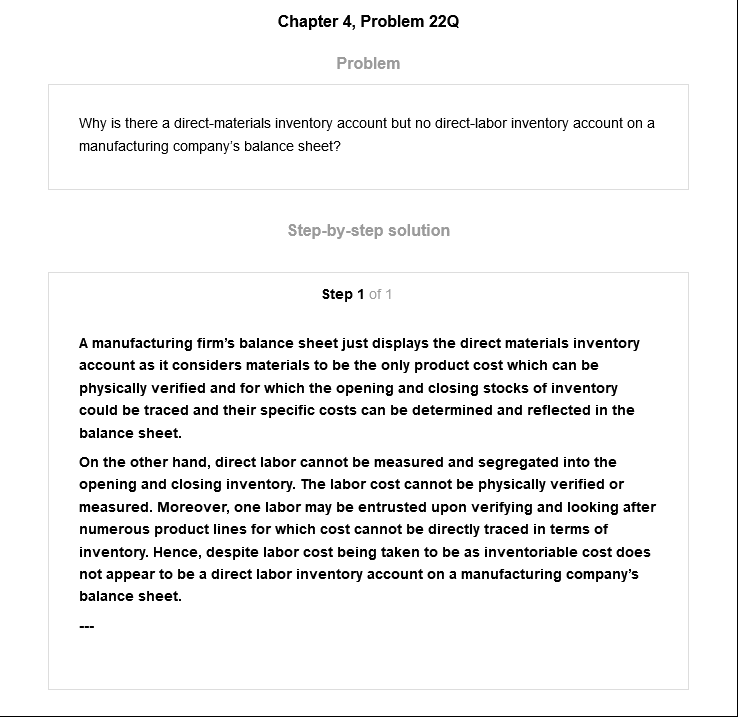 Chapter 4, Problem 22Q
Problem
Why is there a direct-materials inventory account but no direct-labor inventory account on a
manufacturing company's balance sheet?
Step-by-step solution
Step 1 of 1
A manufacturing firm's balance sheet just displays the direct materials inventory
account as it considers materials to be the only product cost which can be
physically verified and for which the opening and closing stocks of inventory
could be traced and their specific costs can be determined and reflected in the
balance sheet.
On the other hand, direct labor cannot be measured and segregated into the
opening and closing inventory. The labor cost cannot be physically verified or
measured. Moreover, one labor may be entrusted upon verifying and looking after
numerous product lines for which cost cannot be directly traced in terms of
inventory. Hence, despite labor cost being taken to be as inventoriable cost does
not appear to be a direct labor inventory account on a manufacturing company's
balance sheet.
---